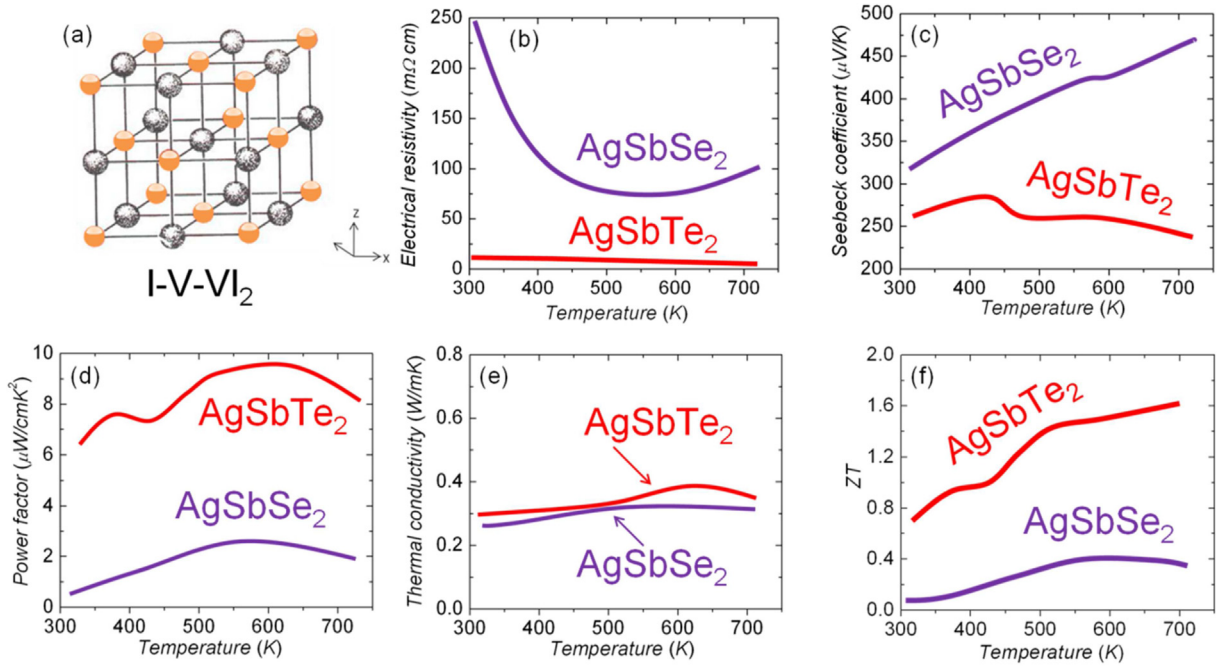 (a)
z
x
I-V-VI₂
(b)
Electrical resistivity (mΩ cm)
250
200
150
100
50
0
AgSbSe₂
AgSbTe₂
300 400 500 600 700
Temperature (K)
(c)
Seebeck coefficient (μV/K)
500
450
400
350
300
250
200
AgSbSe₂
AgSbTe₂
300 400 500 600 700
Temperature (K)
(d)
Power factor (μW/cmK²)
10
8
6
4
2
0
AgSbTe₂
AgSbSe₂
300 400 500 600 700
Temperature (K)
(e)
Thermal conductivity (W/mK)
0.8
0.6
0.4
0.2
0.0
AgSbTe₂
AgSbSe₂
300 400 500 600 700
Temperature (K)
(f)
ZT
2.0
1.6
1.2
0.8
0.4
0.0
AgSbTe₂
AgSbSe₂
300 400 500 600 700
Temperature (K)